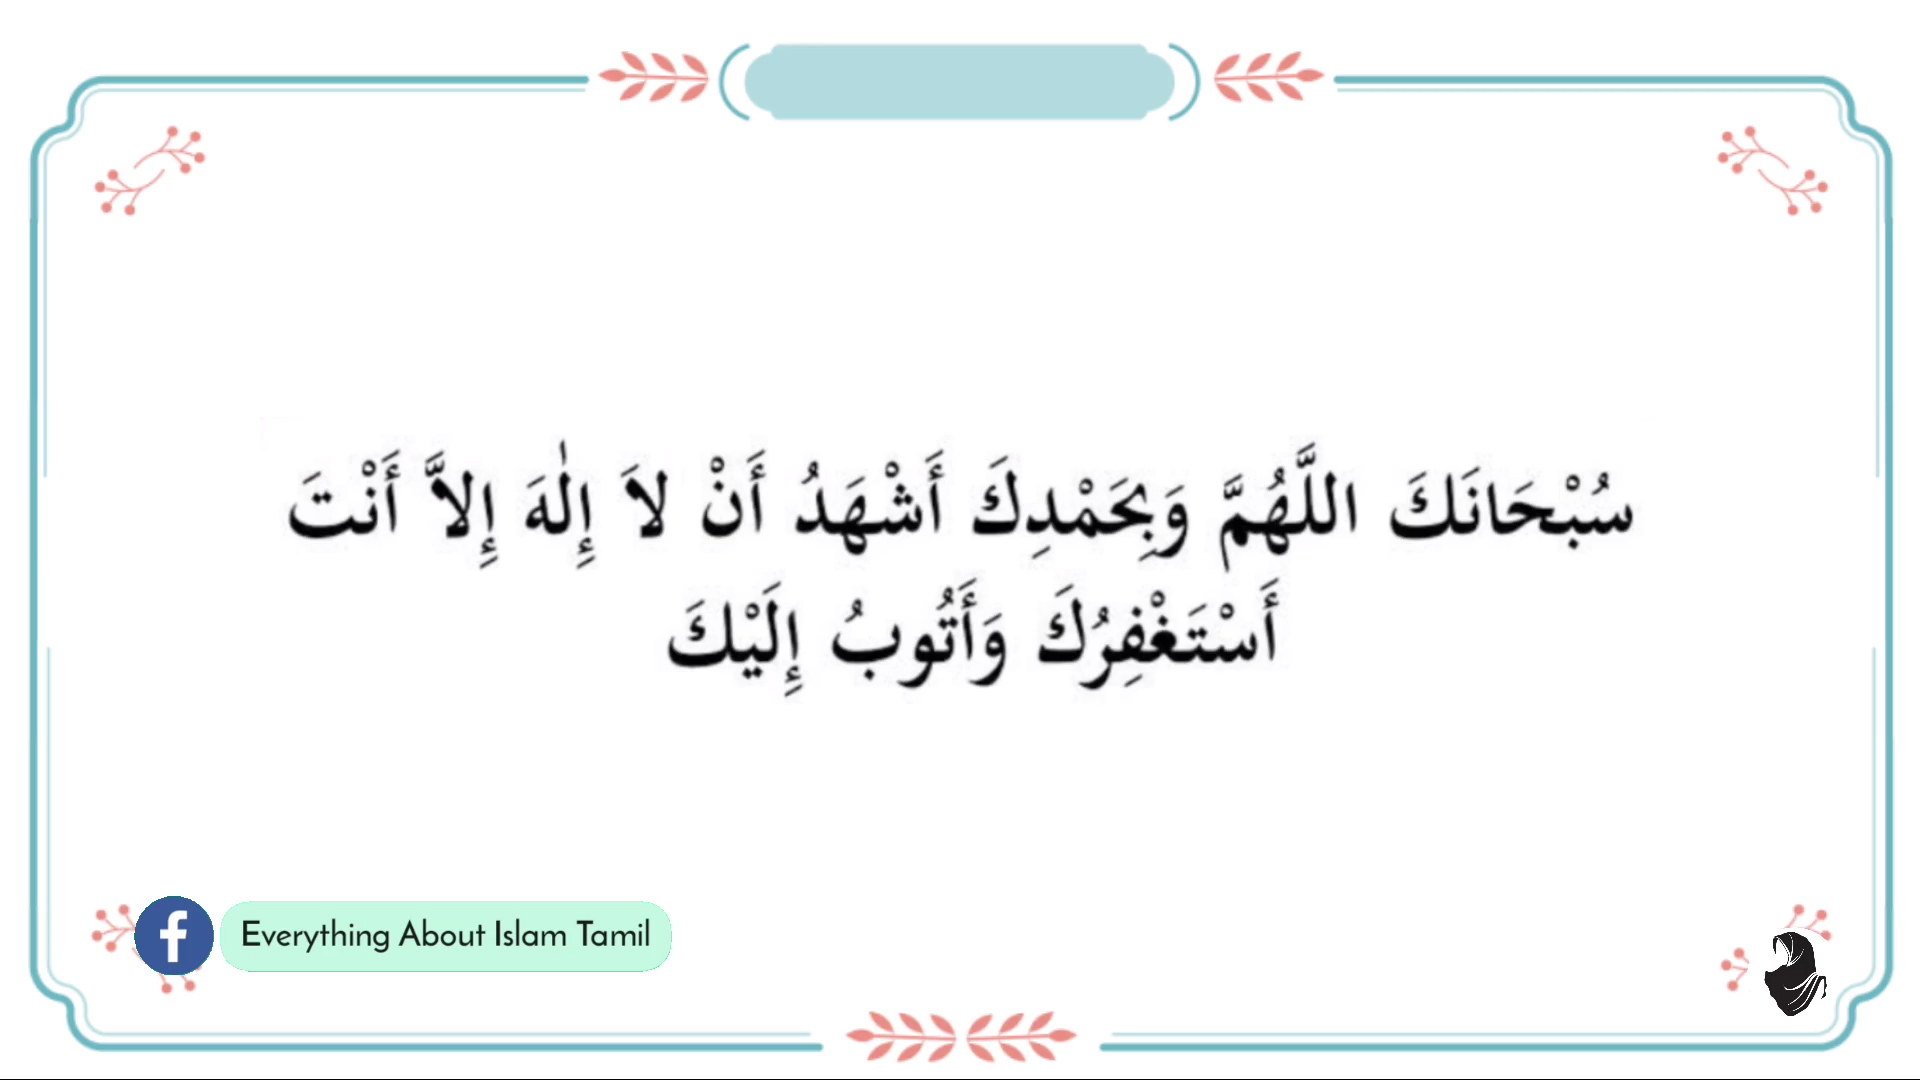 سُبْحَانَكَ اللَّهُمَّ وَبِحَمْدِكَ أَشْهَدُ أَنْ لاَ إِلٰهَ إِلاَّ أَنْتَ
أَسْتَغْفِرُكَ وَأَتُوبُ إِلَيْكَ
Everything About Islam Tamil